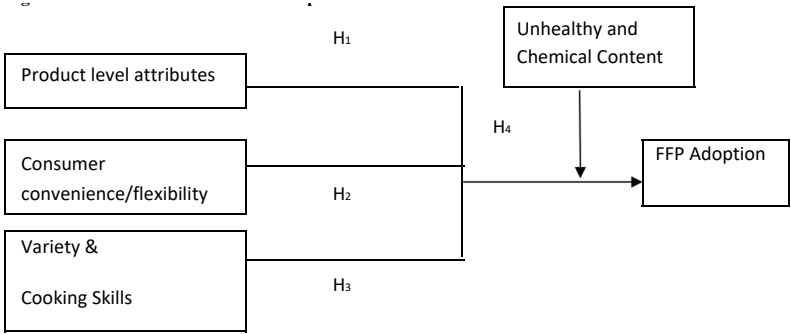 H1
Unhealthy and
Chemical Content
Product level attributes
H4
FFP Adoption
Consumer
convenience/flexibility
H2
Variety &
Cooking Skills
H3